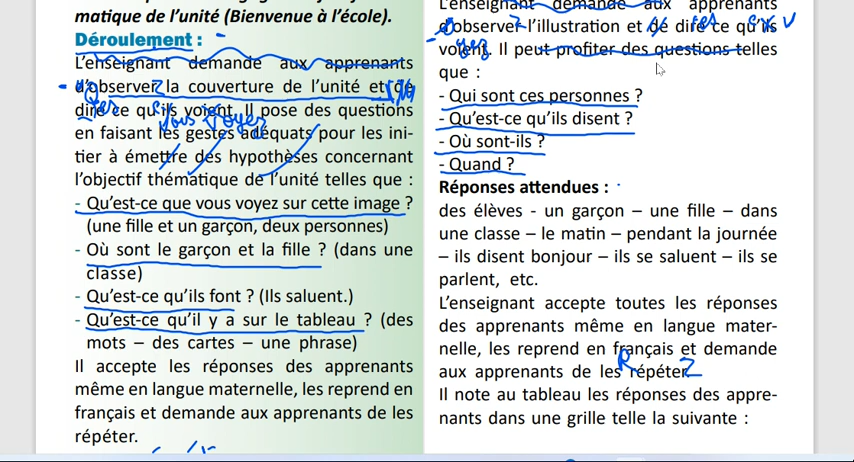 matique de l'unité (Bienvenue à l'école).
Déroulement :
L'enseignant demande aux apprenants
d'observer la couverture de l'unité et de
dire ce qu'ils voient. Il pose des questions
vous voyez
en faisant les gestes adéquats pour les ini-
tier à émettre des hypothèses concernant
l'objectif thématique de l'unité telles que :
- Qu'est-ce que vous voyez sur cette image ?
(une fille et un garçon, deux personnes)
- Où sont le garçon et la fille ? (dans une
classe)
- Qu'est-ce qu'ils font ? (Ils saluent.)
- Qu'est-ce qu'il y a sur le tableau ? (des
mots – des cartes – une phrase)
Il accepte les réponses des apprenants
même en langue maternelle, les reprend en
français et demande aux apprenants de les
répéter.
L'enseignant demande aux apprenants
d'observer l'illustration et de dire ce qu'ils
voient. Il peut profiter des questions telles
que :
- Qui sont ces personnes ?
- Qu'est-ce qu'ils disent ?
- Où sont-ils ?
- Quand ?
Réponses attendues :
des élèves - un garçon – une fille – dans
une classe – le matin – pendant la journée
– ils disent bonjour – ils se saluent – ils se
parlent, etc.
L'enseignant accepte toutes les réponses
des apprenants même en langue mater-
nelle, les reprend en français et demande
aux apprenants de les répéter.
Il note au tableau les réponses des appre-
nants dans une grille telle la suivante :